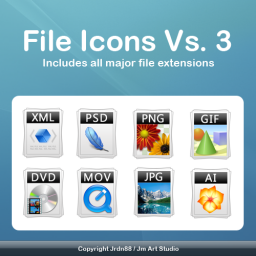 File Icons Vs. 3
Includes all major file extensions
XML PSD PNG GIF
DVD MOV JPG AI
Copyright Jrdn88 / Jm Art Studio